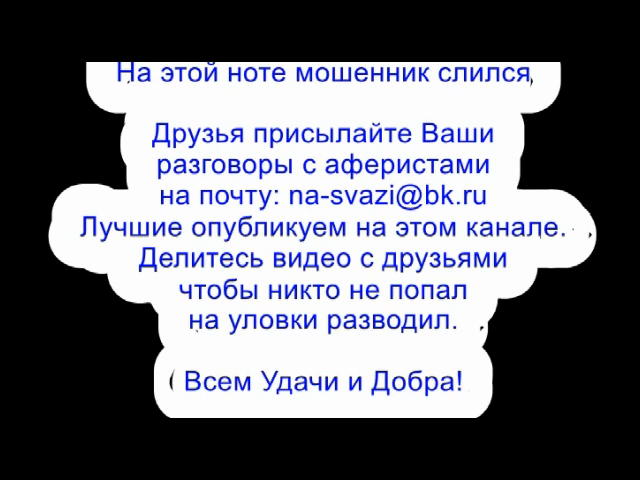 На этой ноте мошенник слился
Друзья присылайте Ваши
разговоры с аферистами
на почту: na-svazi@bk.ru
Лучшие опубликуем на этом канале.
Делитесь видео с друзьями
чтобы никто не попал
на уловки разводил.
Всем Удачи и Добра!